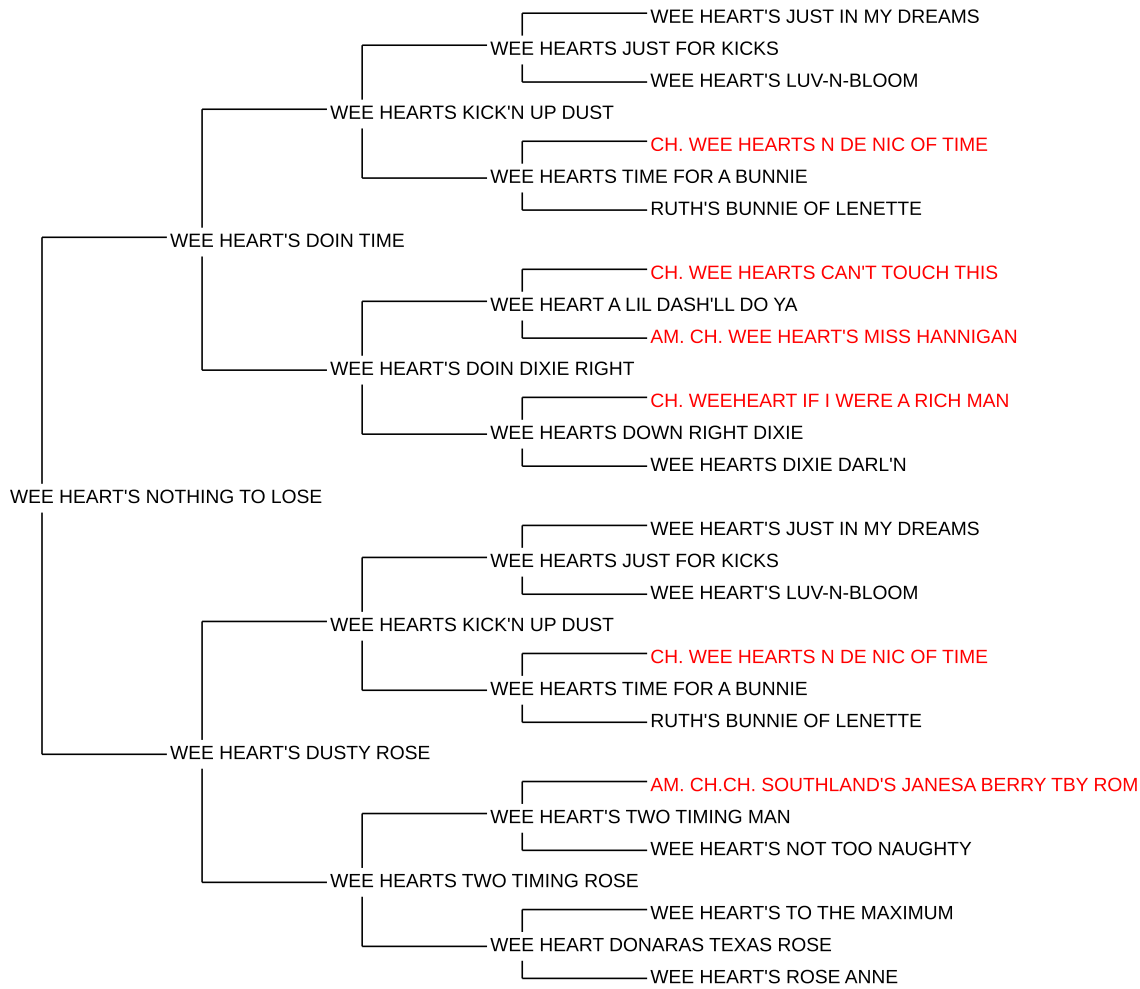 WEE HEART'S JUST IN MY DREAMS
WEE HEARTS JUST FOR KICKS
WEE HEART'S LUV-N-BLOOM
WEE HEARTS KICK'N UP DUST
CH. WEE HEARTS N DE NIC OF TIME
WEE HEARTS TIME FOR A BUNNIE
RUTH'S BUNNIE OF LENETTE
WEE HEART'S DOIN TIME
CH. WEE HEARTS CAN'T TOUCH THIS
WEE HEART A LIL DASH'LL DO YA
AM. CH. WEE HEART'S MISS HANNIGAN
WEE HEART'S DOIN DIXIE RIGHT
CH. WEEHEART IF I WERE A RICH MAN
WEE HEARTS DOWN RIGHT DIXIE
WEE HEARTS DIXIE DARL'N
WEE HEART'S NOTHING TO LOSE
WEE HEART'S JUST IN MY DREAMS
WEE HEARTS JUST FOR KICKS
WEE HEART'S LUV-N-BLOOM
WEE HEARTS KICK'N UP DUST
CH. WEE HEARTS N DE NIC OF TIME
WEE HEARTS TIME FOR A BUNNIE
RUTH'S BUNNIE OF LENETTE
WEE HEART'S DUSTY ROSE
AM. CH.CH. SOUTHLAND'S JANESA BERRY TBY ROM
WEE HEART'S TWO TIMING MAN
WEE HEART'S NOT TOO NAUGHTY
WEE HEARTS TWO TIMING ROSE
WEE HEART'S TO THE MAXIMUM
WEE HEART DONARAS TEXAS ROSE
WEE HEART'S ROSE ANNE